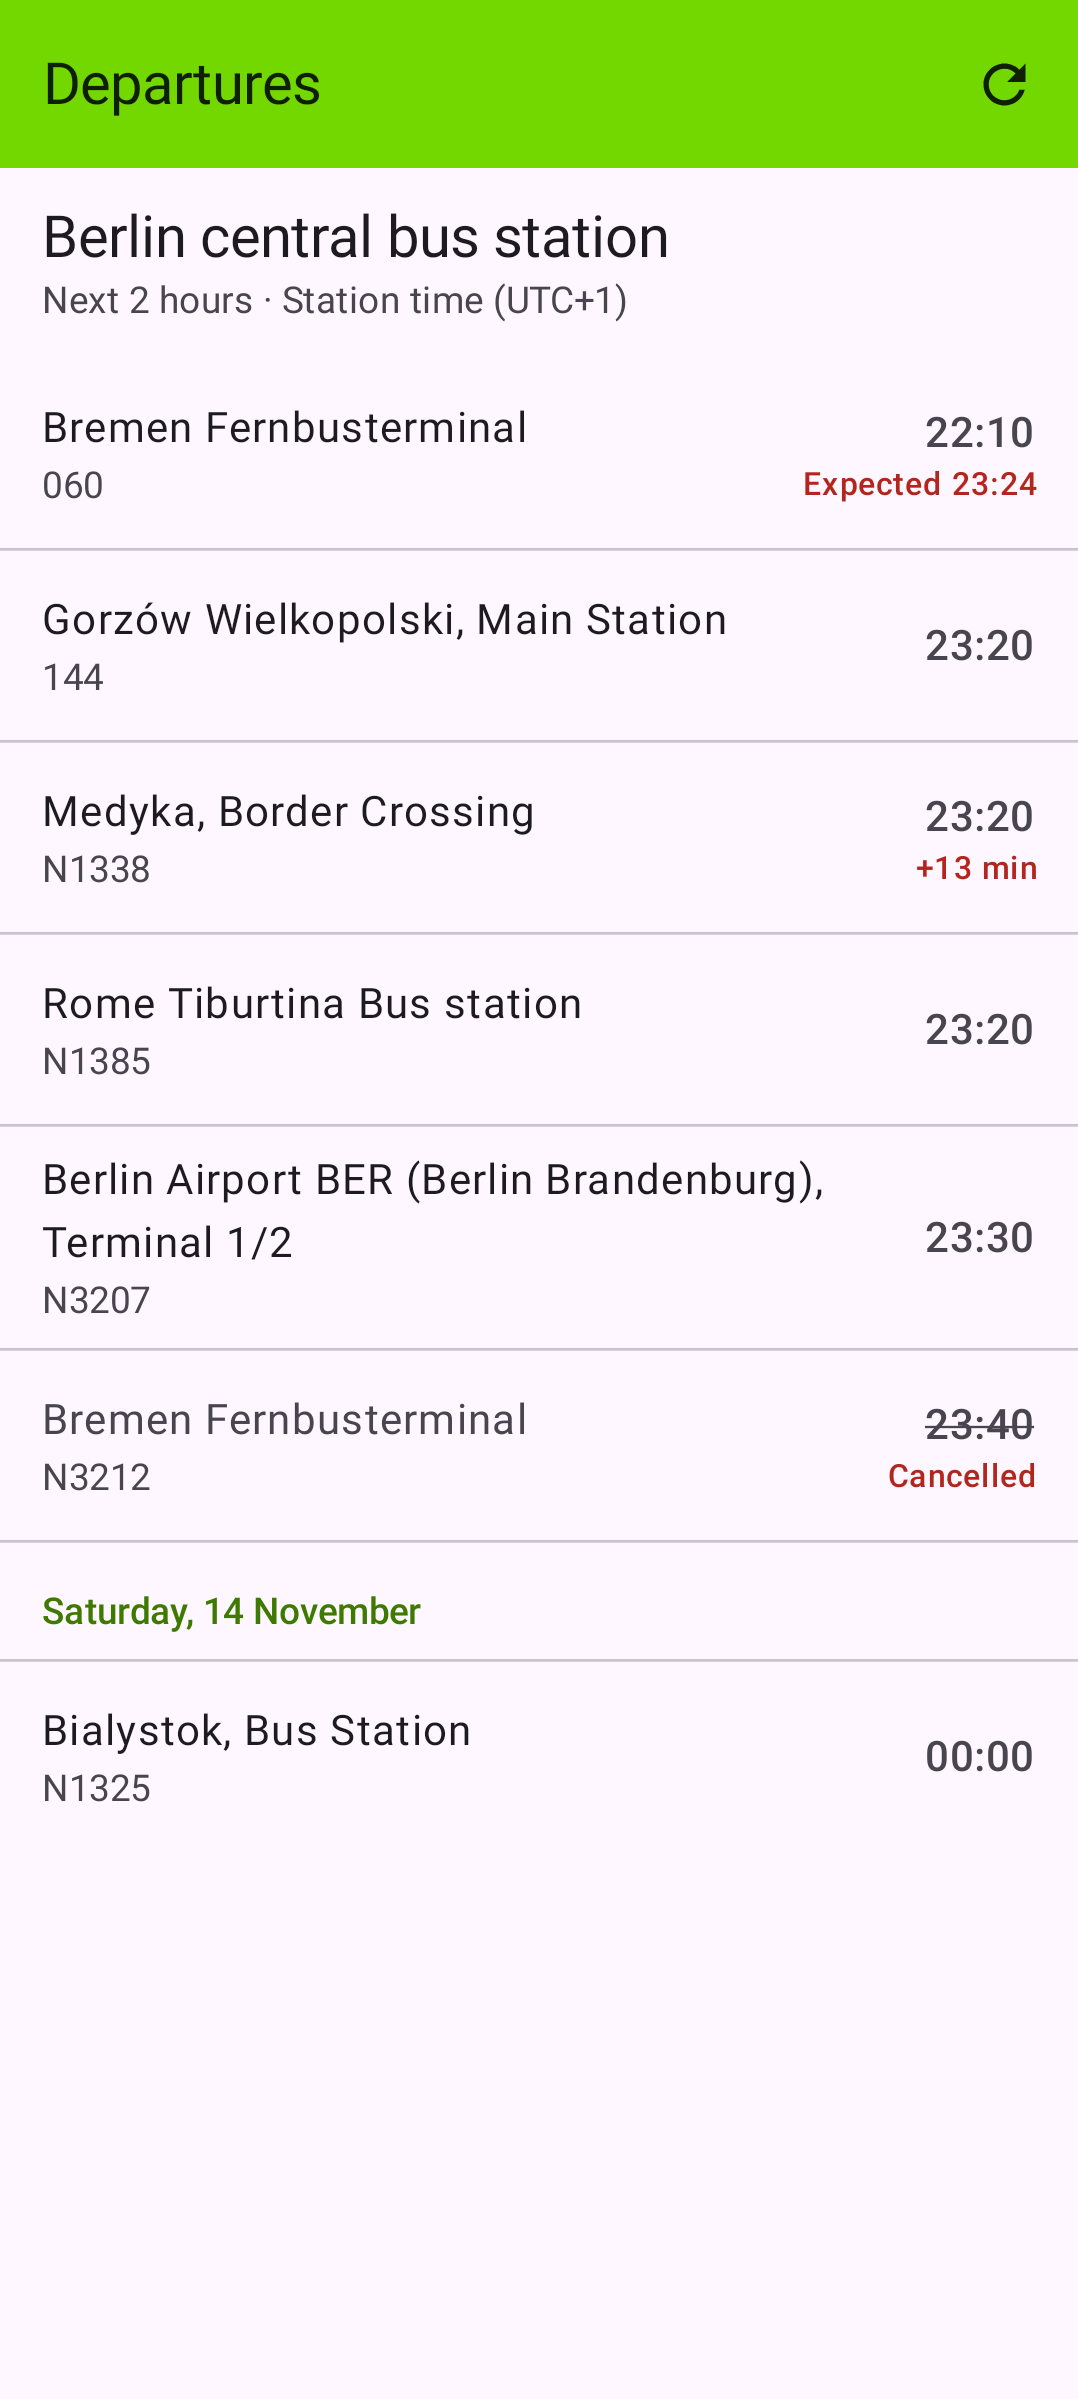 Departures
Berlin central bus station
Next 2 hours · Station time (UTC+1)
Bremen Fernbusterminal
22:10
060
Expected 23:24
Gorzów Wielkopolski, Main Station
23:20
144
Medyka, Border Crossing
23:20
N1338
+13 min
Rome Tiburtina Bus station
23:20
N1385
Berlin Airport BER (Berlin Brandenburg),
Terminal 1/2
23:30
N3207
Bremen Fernbusterminal
23:40
N3212
Cancelled
Saturday, 14 November
Bialystok, Bus Station
00:00
N1325